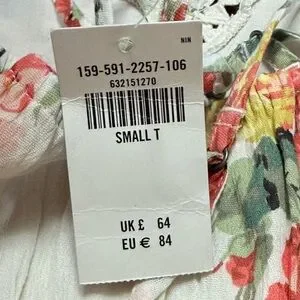 NIN
159-591-2257-106
632151270
SMALL T
UK £ 64
EU € 84